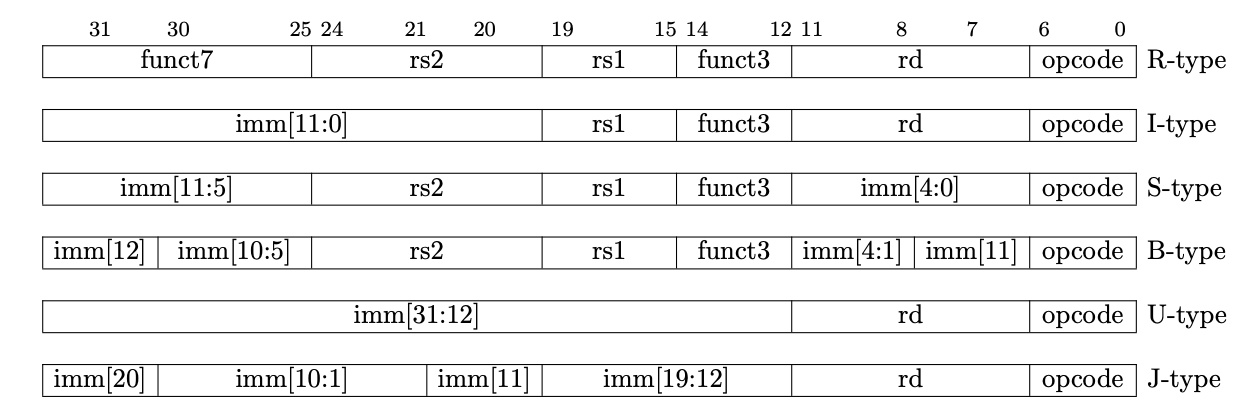 31 30 25 24 21 20 19 15 14 12 11 8 7 6 0
funct7 rs2 rs1 funct3 rd opcode R-type
imm[11:0] rs1 funct3 rd opcode I-type
imm[11:5] rs2 rs1 funct3 imm[4:0] opcode S-type
imm[12] imm[10:5] rs2 rs1 funct3 imm[4:1] imm[11] opcode B-type
imm[31:12] rd opcode U-type
imm[20] imm[10:1] imm[11] imm[19:12] rd opcode J-type